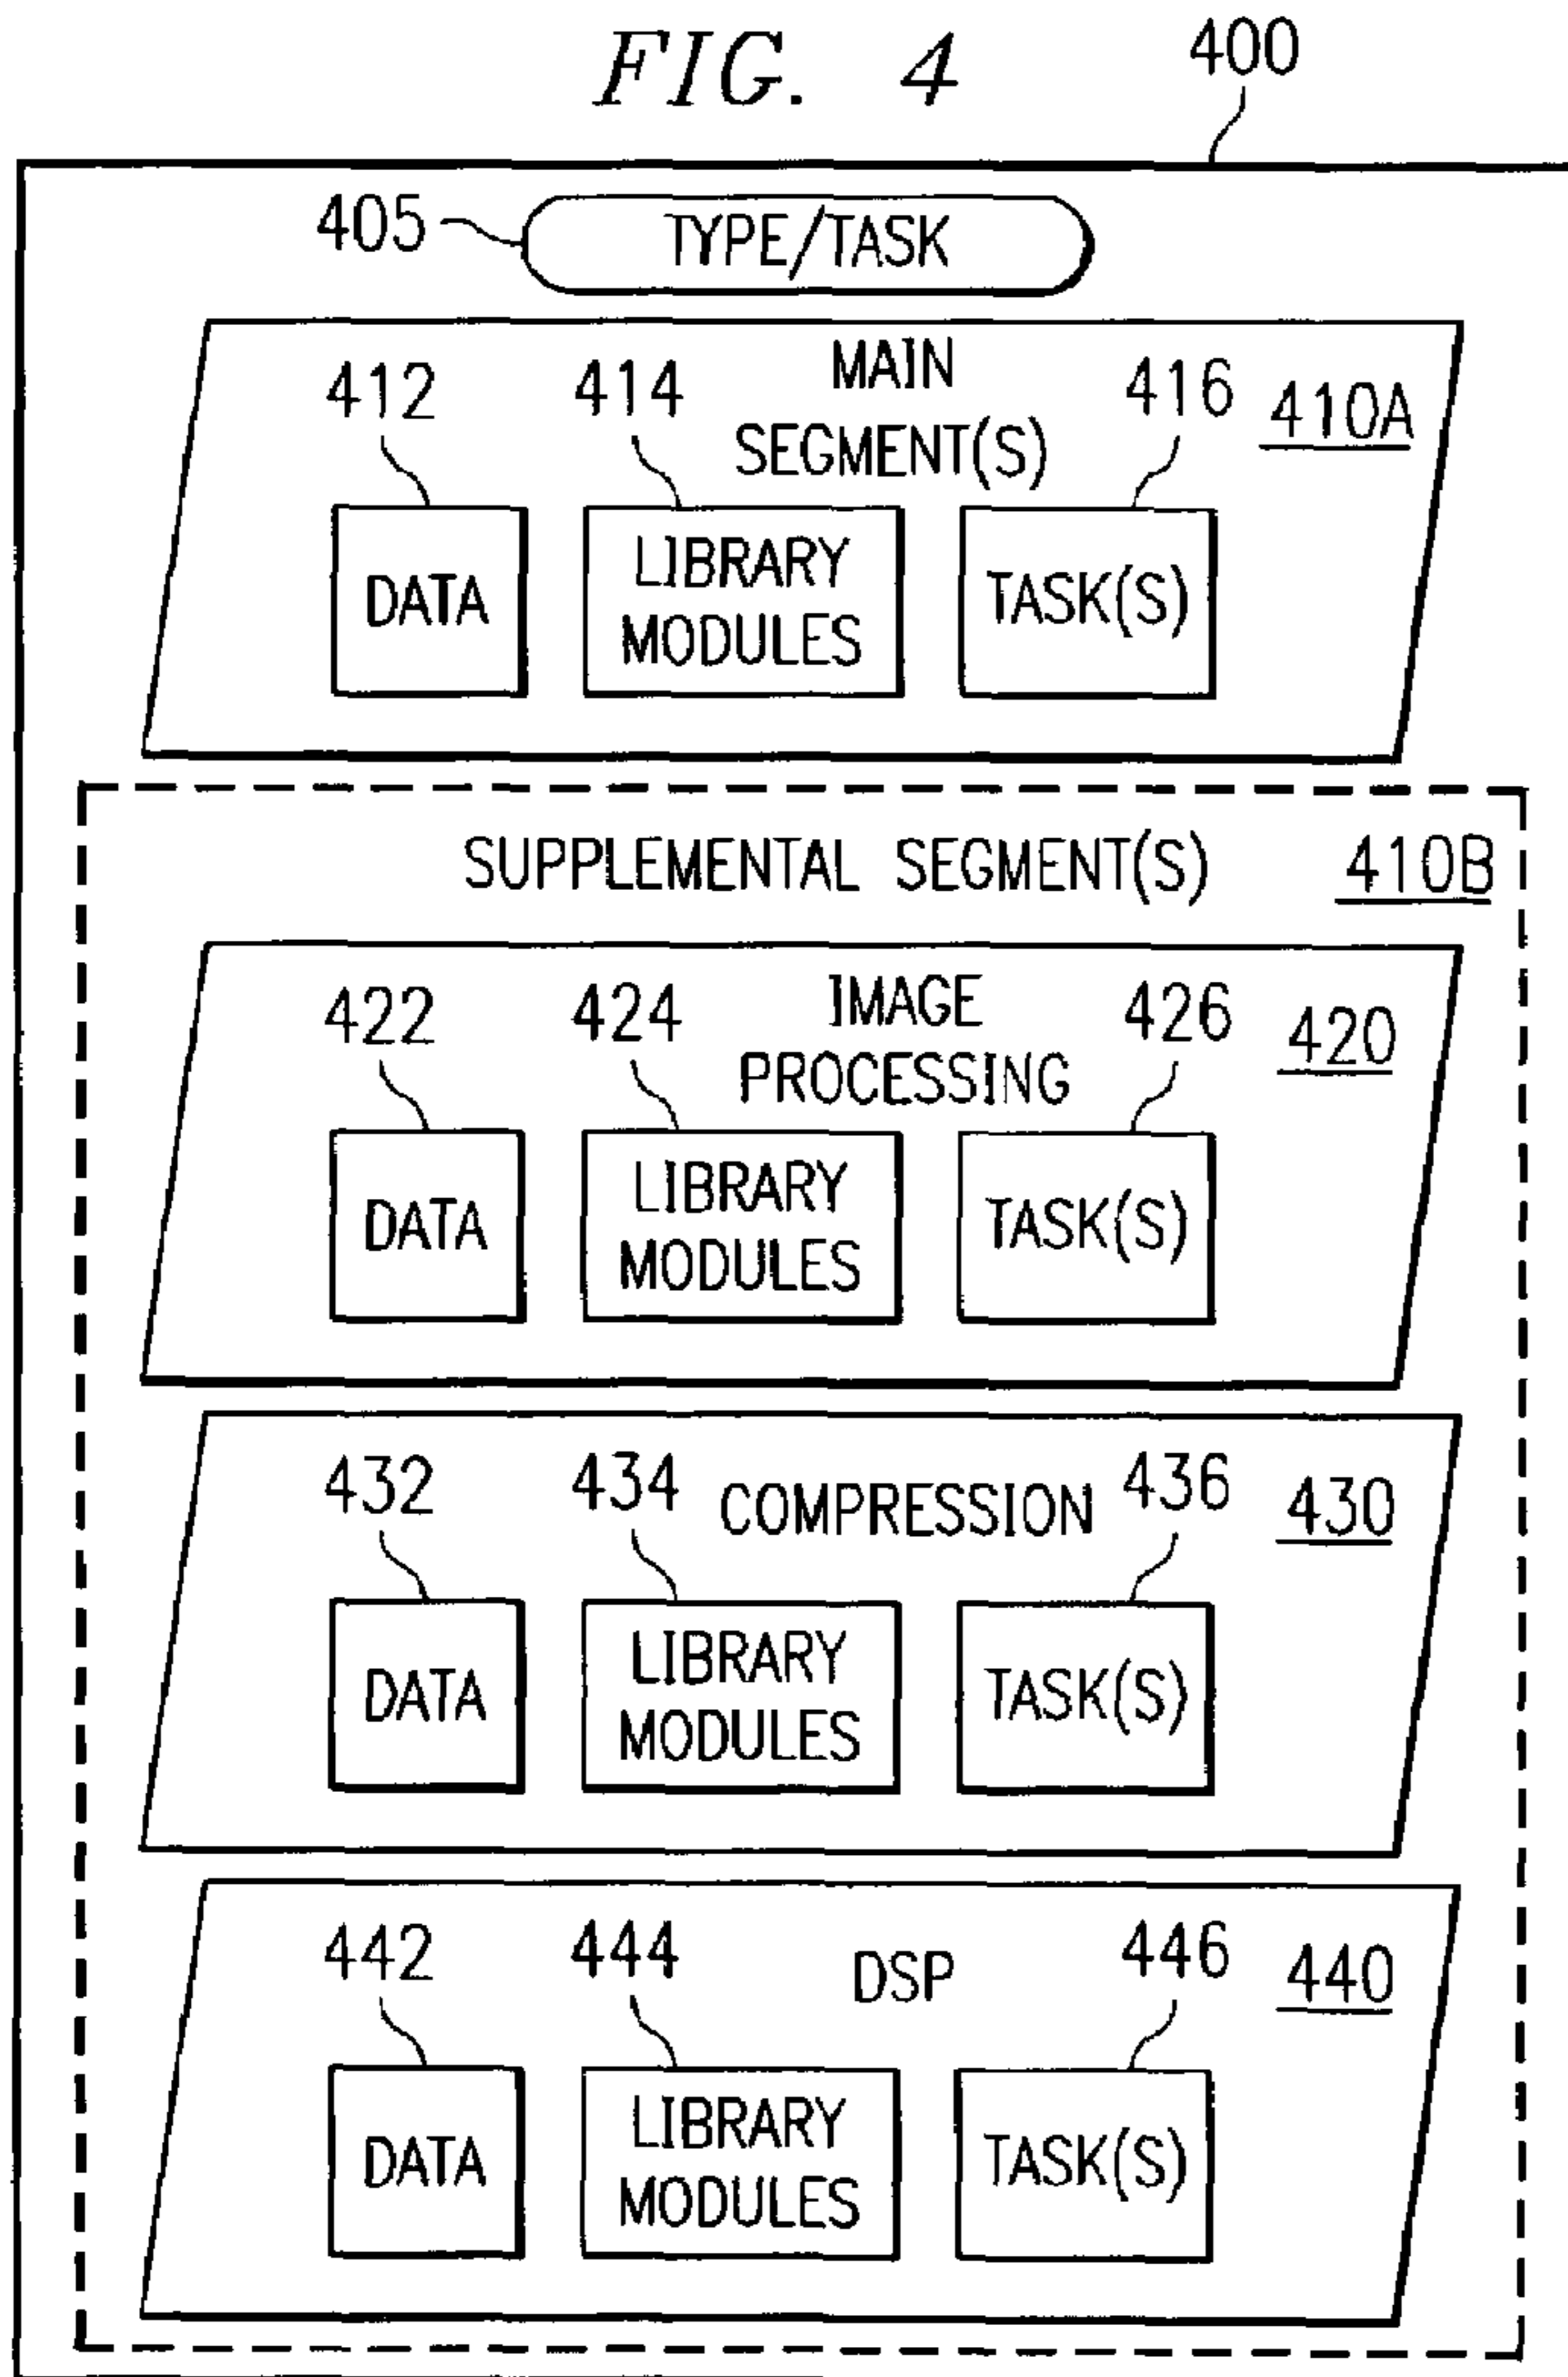 FIG. 4
400
405
TYPE/TASK
MAIN
SEGMENT(S)
412
414
416
410A
DATA
LIBRARY
MODULES
TASK(S)
SUPPLEMENTAL SEGMENT(S)
410B
IMAGE
PROCESSING
422
424
426
420
DATA
LIBRARY
MODULES
TASK(S)
432
434
COMPRESSION
436
430
DATA
LIBRARY
MODULES
TASK(S)
442
444
DSP
446
440
DATA
LIBRARY
MODULES
TASK(S)